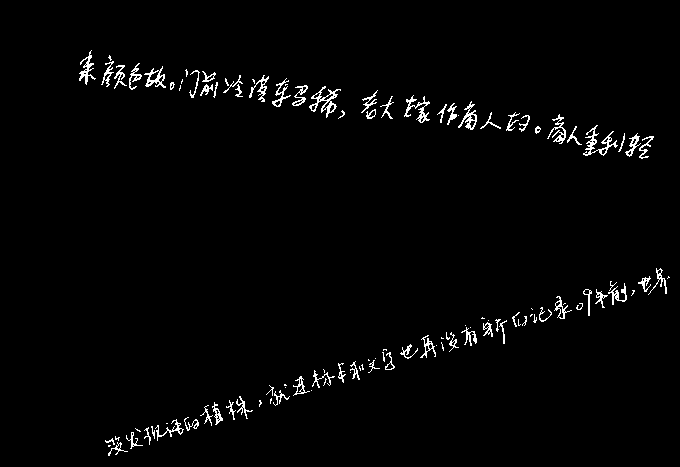 来颜色故。门前冷漠车马稀，老大嫁作商人妇。商人重利轻
没发现活的植株，就连标本和文字也再没有新的记录。9年前，世界